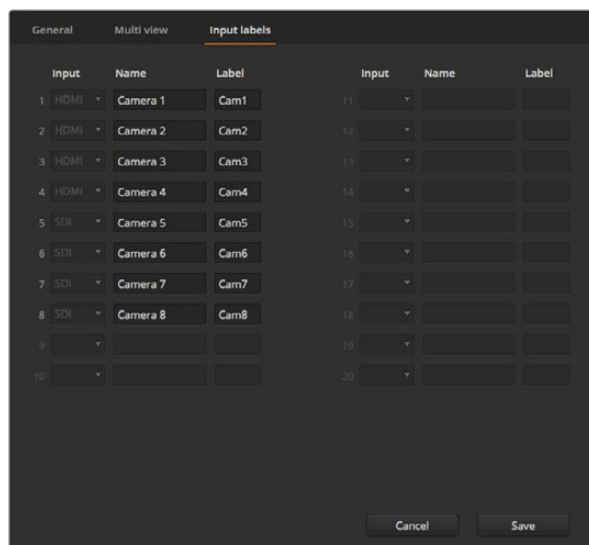 General Multi view Input labels
Input Name Label Input Name Label
1 HDMI Camera 1 Cam1 11
2 HDMI Camera 2 Cam2 12
3 HDMI Camera 3 Cam3 13
4 HDMI Camera 4 Cam4 14
5 SDI Camera 5 Cam5 15
6 SDI Camera 6 Cam6 16
7 SDI Camera 7 Cam7 17
8 SDI Camera 8 Cam8 18
9 19
10 20
Cancel Save